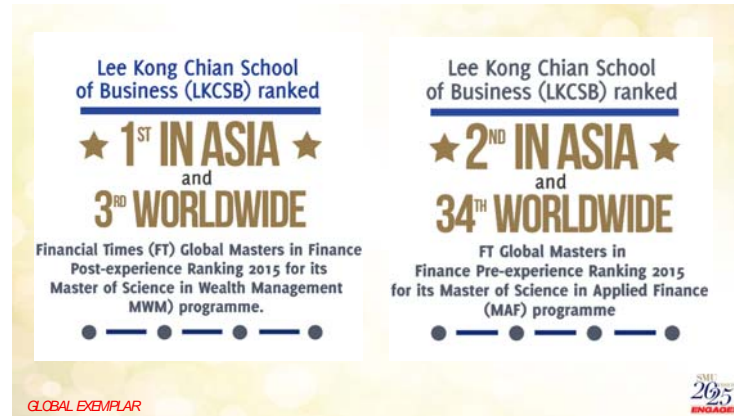 Lee Kong Chian School
of Business (LKCSB) ranked
1ST IN ASIA
and
3RD WORLDWIDE
Financial Times (FT) Global Masters in Finance
Post-experience Ranking 2015 for its
Master of Science in Wealth Management
MWM) programme.
Lee Kong Chian School
of Business (LKCSB) ranked
2ND IN ASIA
and
34TH WORLDWIDE
FT Global Masters in
Finance Pre-experience Ranking 2015
for its Master of Science in Applied Finance
(MAF) programme
GLOBAL EXEMPLAR
SMU
2025
ENGAGE